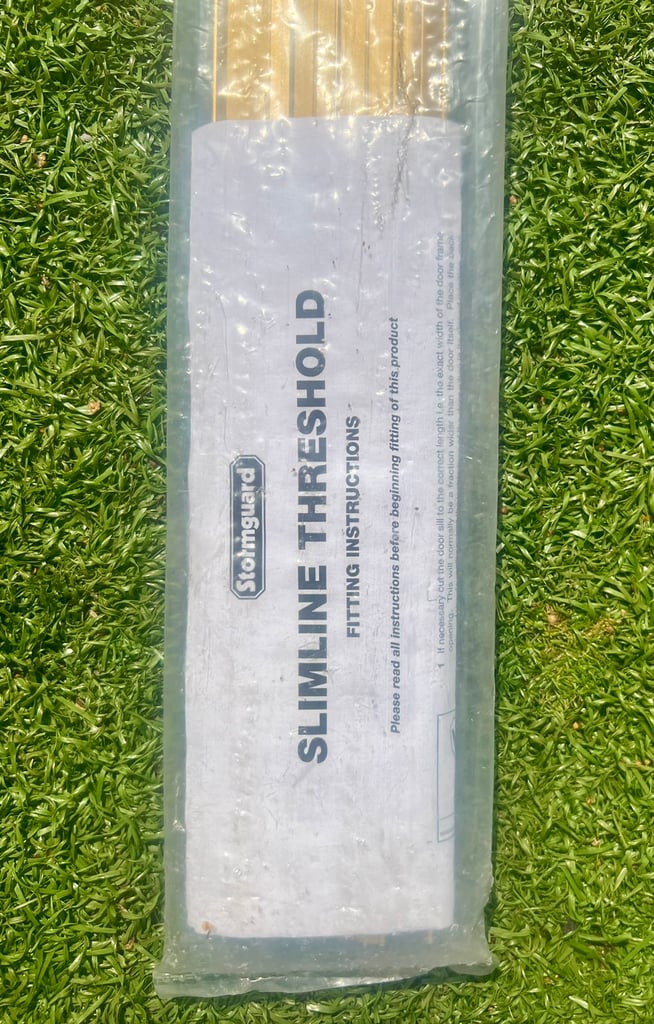 Stormguard
SLIMLINE THRESHOLD
FITTING INSTRUCTIONS
Please read all instructions before beginning fitting of this product
1 If necessary cut the door sill to the correct length i.e. the exact width of the door frame
opening. This will normally be a fraction wider than the door itself. Place the back